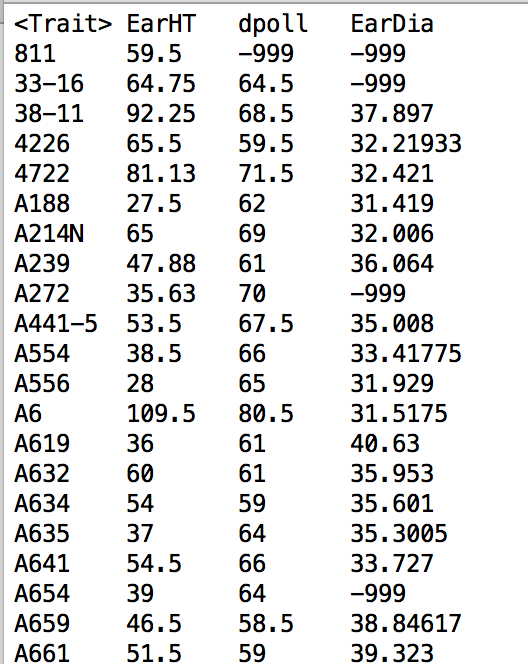 <Trait> EarHT dpoll EarDia
811 59.5 -999 -999
33-16 64.75 64.5 -999
38-11 92.25 68.5 37.897
4226 65.5 59.5 32.21933
4722 81.13 71.5 32.421
A188 27.5 62 31.419
A214N 65 69 32.006
A239 47.88 61 36.064
A272 35.63 70 -999
A441-5 53.5 67.5 35.008
A554 38.5 66 33.41775
A556 28 65 31.929
A6 109.5 80.5 31.5175
A619 36 61 40.63
A632 60 61 35.953
A634 54 59 35.601
A635 37 64 35.3005
A641 54.5 66 33.727
A654 39 64 -999
A659 46.5 58.5 38.84617
A661 51.5 59 39.323